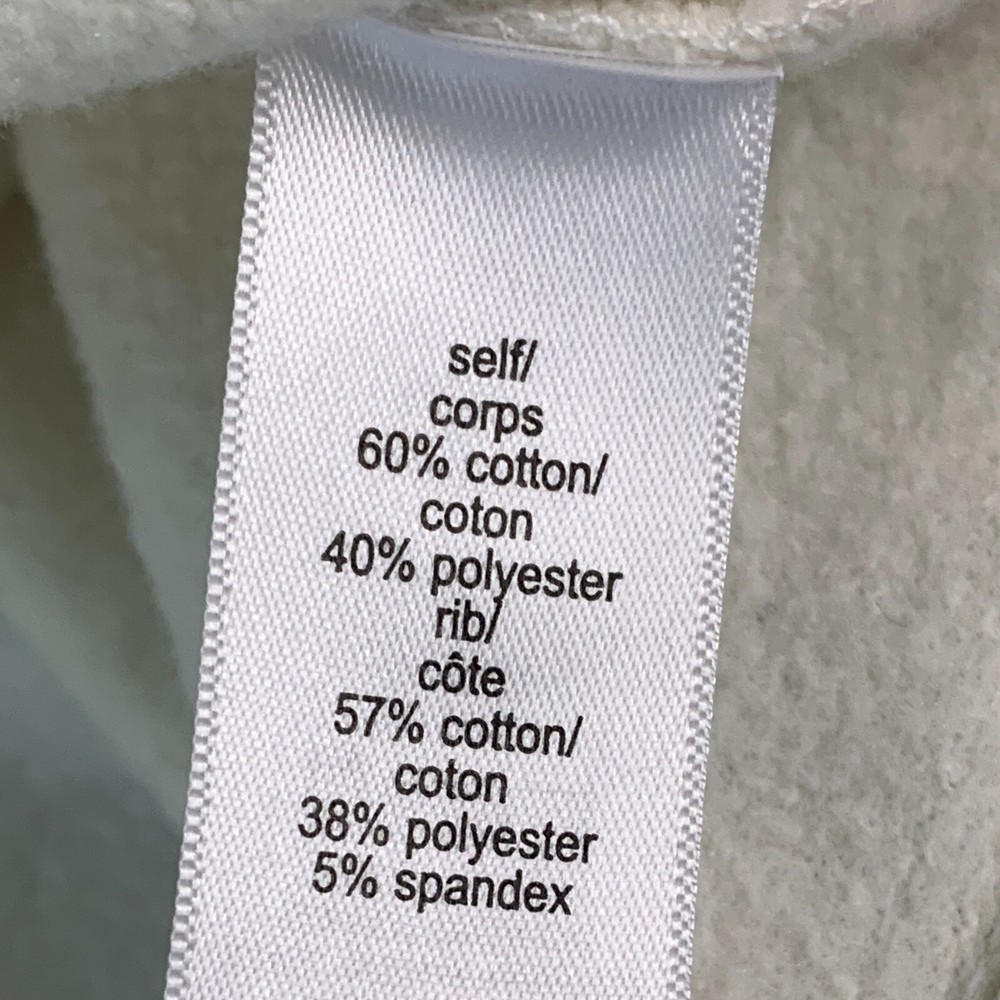 self/
corps
60% cotton/
coton
40% polyester
rib/
côte
57% cotton/
coton
38% polyester
5% spandex